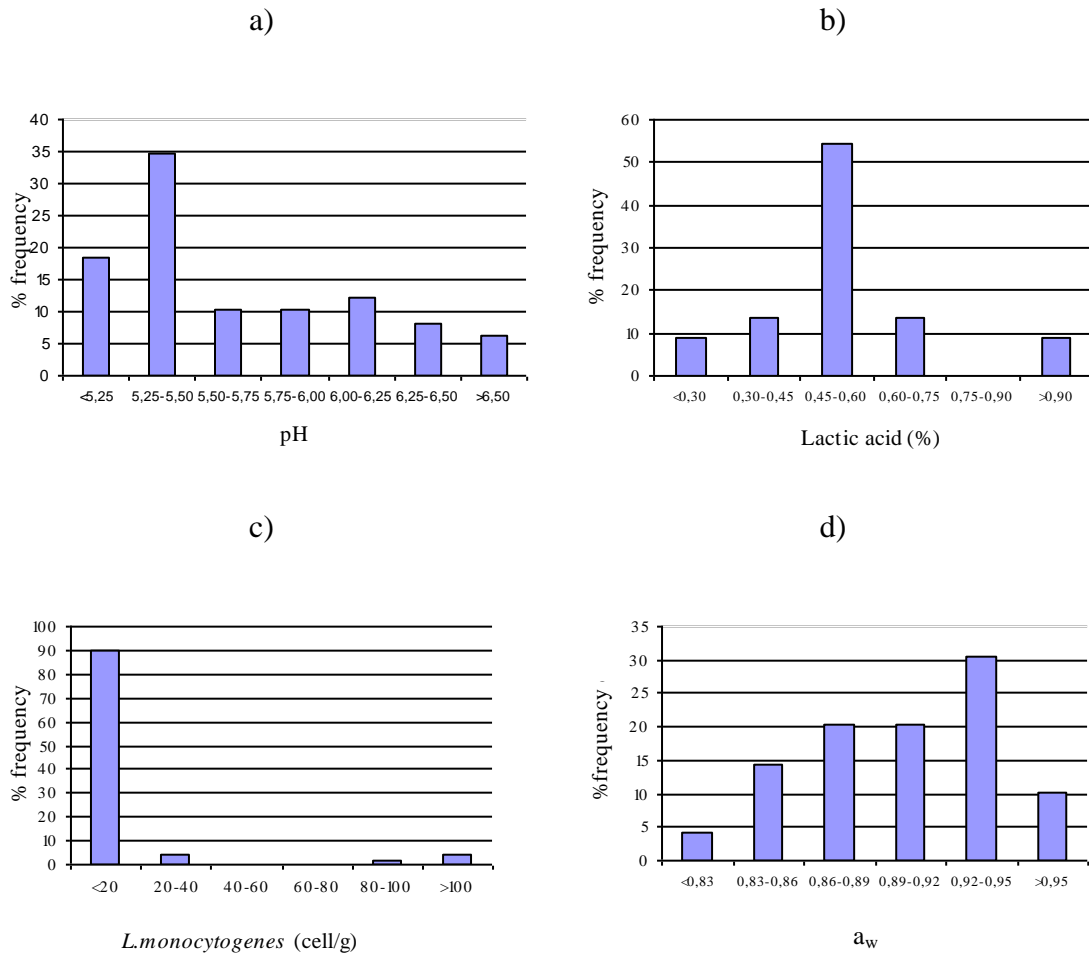 a)
40
35
30
25
20
15
10
5
0
% frequency
<5,25 5,25-5,50 5,50-5,75 5,75-6,00 6,00-6,25 6,25-6,50 >6,50
pH
b)
60
50
40
30
20
10
0
% frequency
<0,30 0,30-0,45 0,45-0,60 0,60-0,75 0,75-0,90 >0,90
Lactic acid (%)
c)
100
90
80
70
60
50
40
30
20
10
0
% frequency
<20 20-40 40-60 60-80 80-100 >100
L.monocytogenes (cell/g)
d)
35
30
25
20
15
10
5
0
%frequency
<0,83 0,83-0,86 0,86-0,89 0,89-0,92 0,92-0,95 >0,95
aw